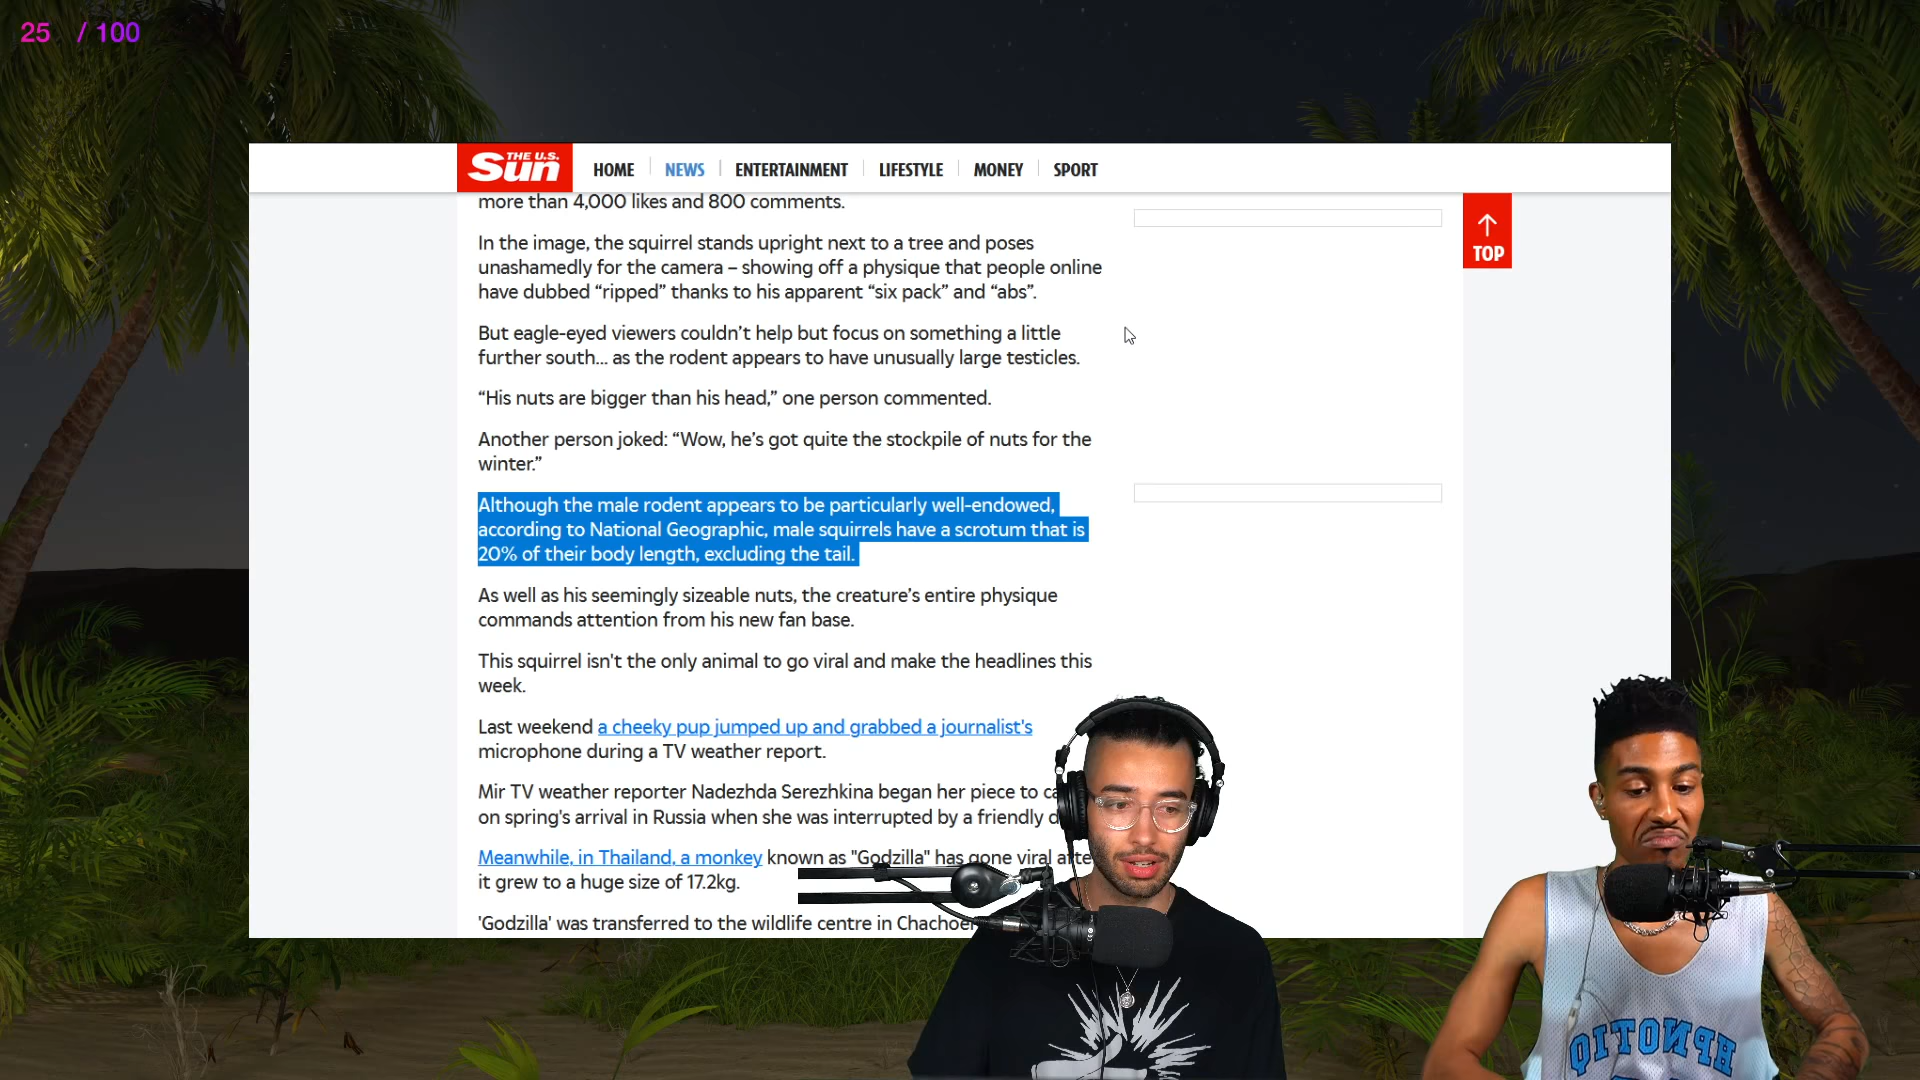 25 / 100
THE U.S.
Sun
HOME NEWS ENTERTAINMENT LIFESTYLE MONEY SPORT
more than 4,000 likes and 800 comments.
TOP
In the image, the squirrel stands upright next to a tree and poses
unashamedly for the camera – showing off a physique that people online
have dubbed “ripped” thanks to his apparent “six pack” and “abs”.
But eagle-eyed viewers couldn’t help but focus on something a little
further south... as the rodent appears to have unusually large testicles.
“His nuts are bigger than his head,” one person commented.
Another person joked: “Wow, he’s got quite the stockpile of nuts for the
winter.”
Although the male rodent appears to be particularly well-endowed,
according to National Geographic, male squirrels have a scrotum that is
20% of their body length, excluding the tail.
As well as his seemingly sizeable nuts, the creature’s entire physique
commands attention from his new fan base.
This squirrel isn't the only animal to go viral and make the headlines this
week.
Last weekend a cheeky pup jumped up and grabbed a journalist's
microphone during a TV weather report.
Mir TV weather reporter Nadezhda Serezhkina began her piece to
on spring's arrival in Russia when she was interrupted by a friendly
Meanwhile, in Thailand, a monkey known as "Godzilla" has gone viral
it grew to a huge size of 17.2kg.
'Godzilla' was transferred to the wildlife centre in
HPNOTIQ